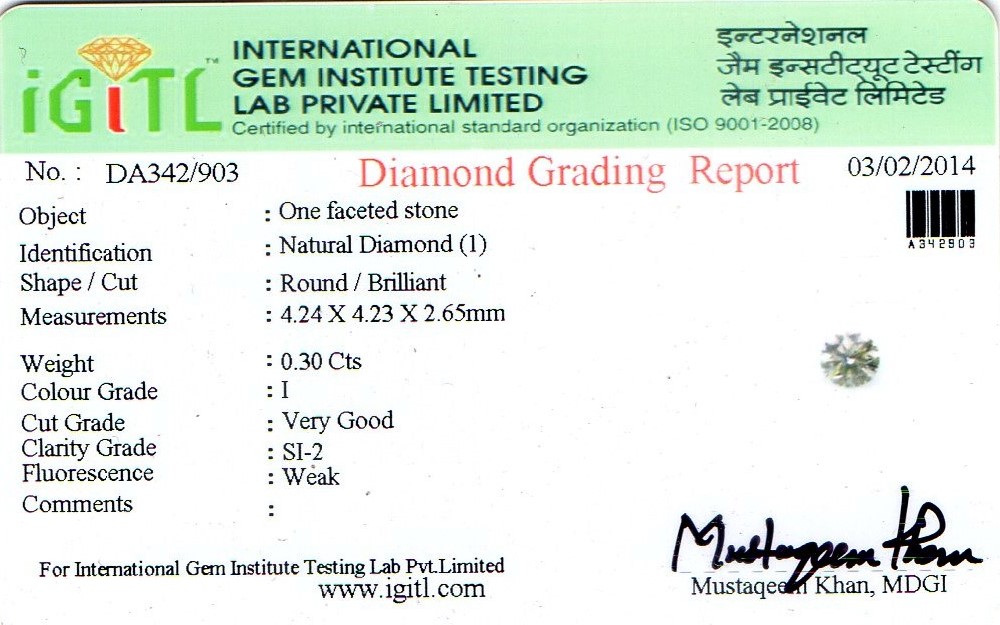 iGiTL™
INTERNATIONAL
GEM INSTITUTE TESTING
LAB PRIVATE LIMITED
Certified by international standard organization (ISO 9001-2008)
इन्टरनेशनल
जैम इन्सटीट्यूट टेस्टींग
लेब प्राईवेट लिमिटेड
No. : DA342/903
Diamond Grading Report
03/02/2014
A342903
Object : One faceted stone
Identification : Natural Diamond (1)
Shape / Cut : Round / Brilliant
Measurements : 4.24 X 4.23 X 2.65mm
Weight : 0.30 Cts
Colour Grade : I
Cut Grade : Very Good
Clarity Grade : SI-2
Fluorescence : Weak
Comments :
For International Gem Institute Testing Lab Pvt.Limited
www.igitl.com
Mustaqeem Khan
Mustaqeem Khan, MDGI